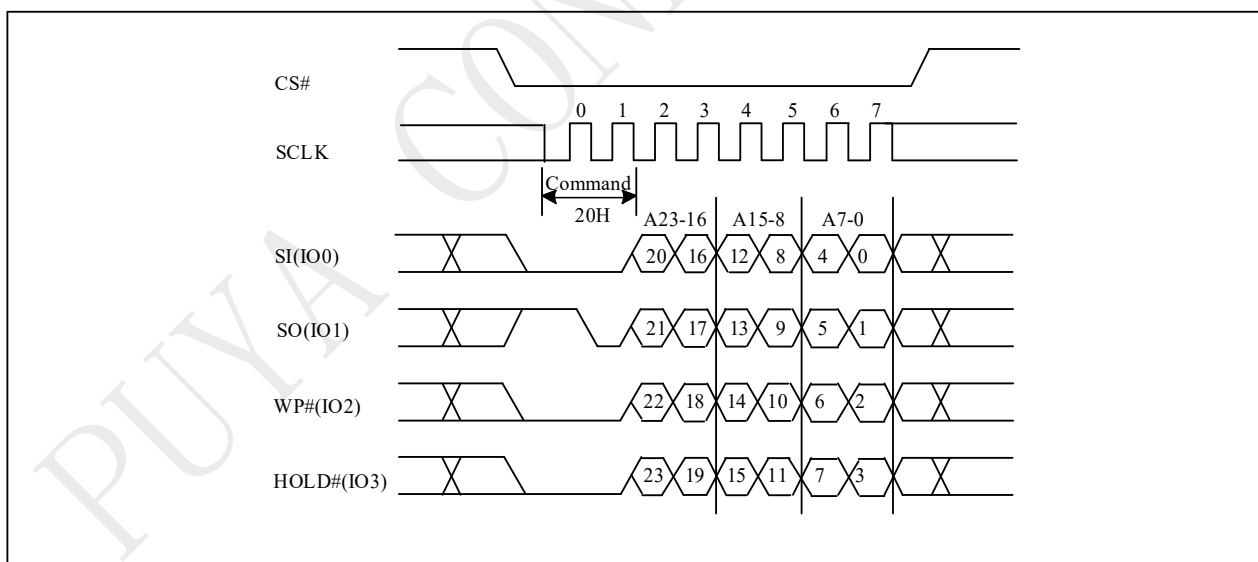 CS#
0 1 2 3 4 5 6 7
SCLK
Command
20H
A23-16 A15-8 A7-0
SI(IO0) 20 16 12 8 4 0
SO(IO1) 21 17 13 9 5 1
WP#(IO2) 22 18 14 10 6 2
HOLD#(IO3) 23 19 15 11 7 3
PUYA